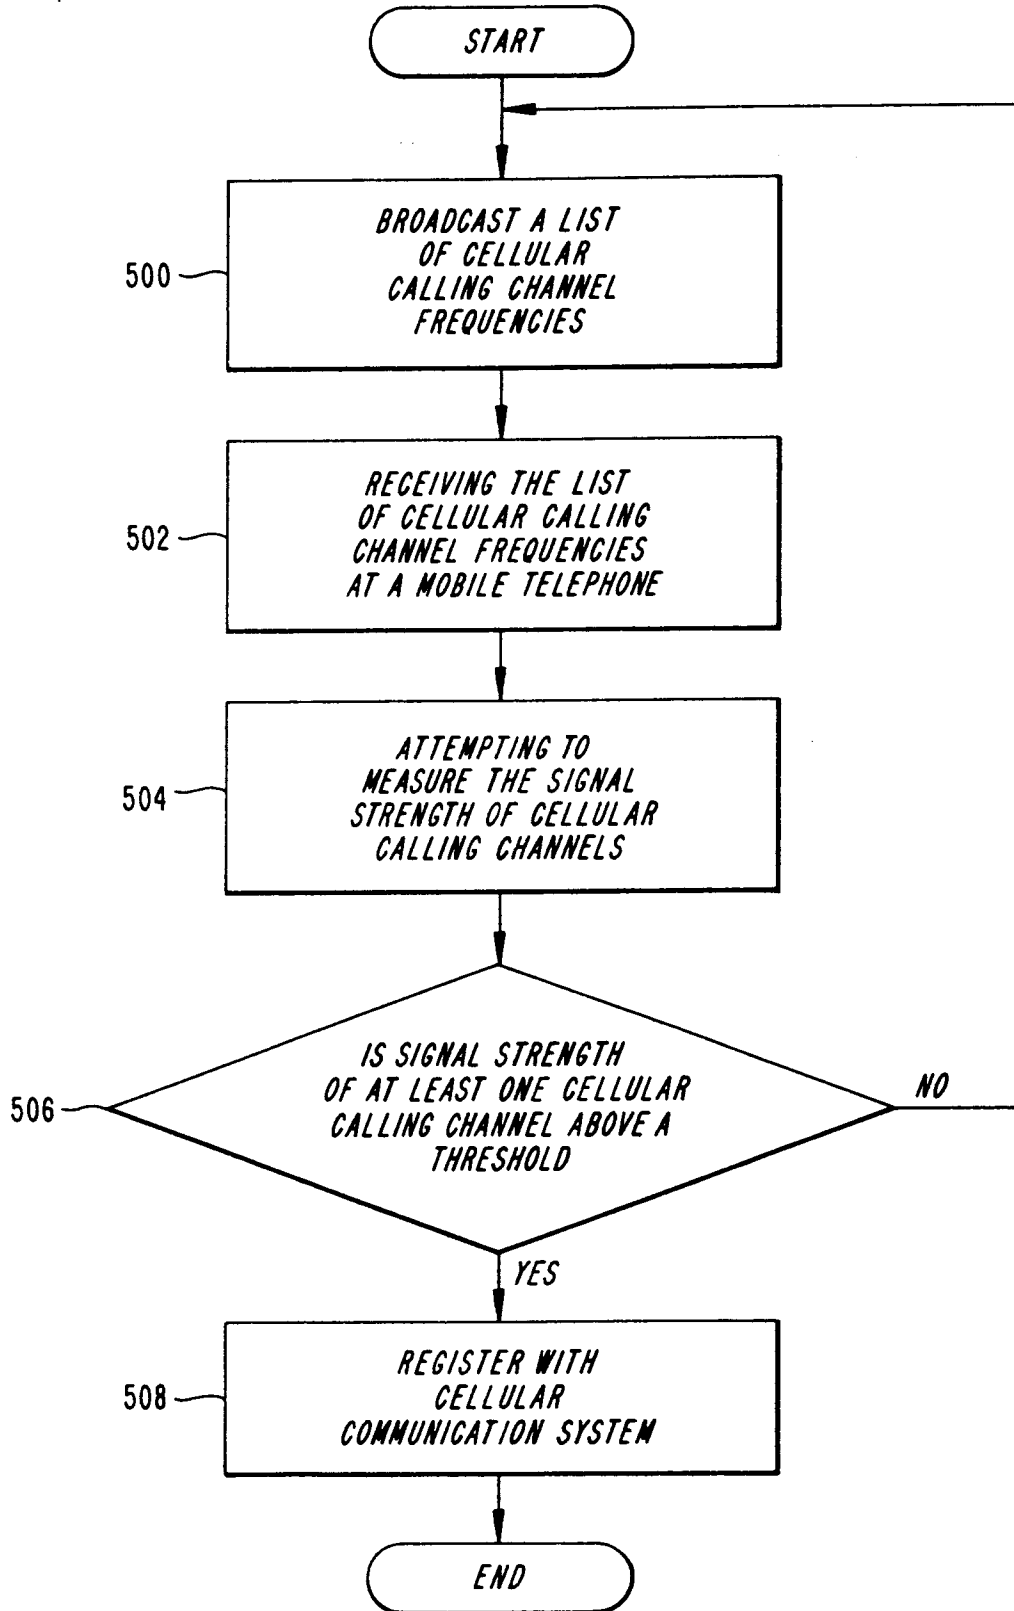 START
BROADCAST A LIST
OF CELLULAR
CALLING CHANNEL
FREQUENCIES
500
RECEIVING THE LIST
OF CELLULAR CALLING
CHANNEL FREQUENCIES
AT A MOBILE TELEPHONE
502
ATTEMPTING TO
MEASURE THE SIGNAL
STRENGTH OF CELLULAR
CALLING CHANNELS
504
IS SIGNAL STRENGTH
OF AT LEAST ONE CELLULAR
CALLING CHANNEL ABOVE A
THRESHOLD
506
NO
YES
REGISTER WITH
CELLULAR
COMMUNICATION SYSTEM
508
END